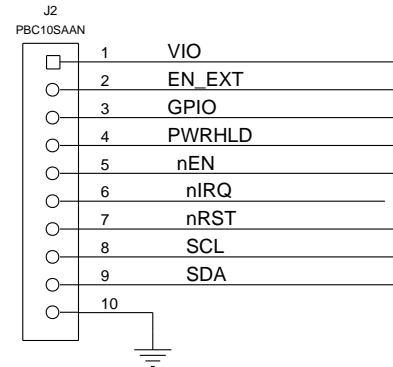 J2
PBC10SAAN
1 VIO
2 EN_EXT
3 GPIO
4 PWRHLD
5 nEN
6 nIRQ
7 nRST
8 SCL
9 SDA
10